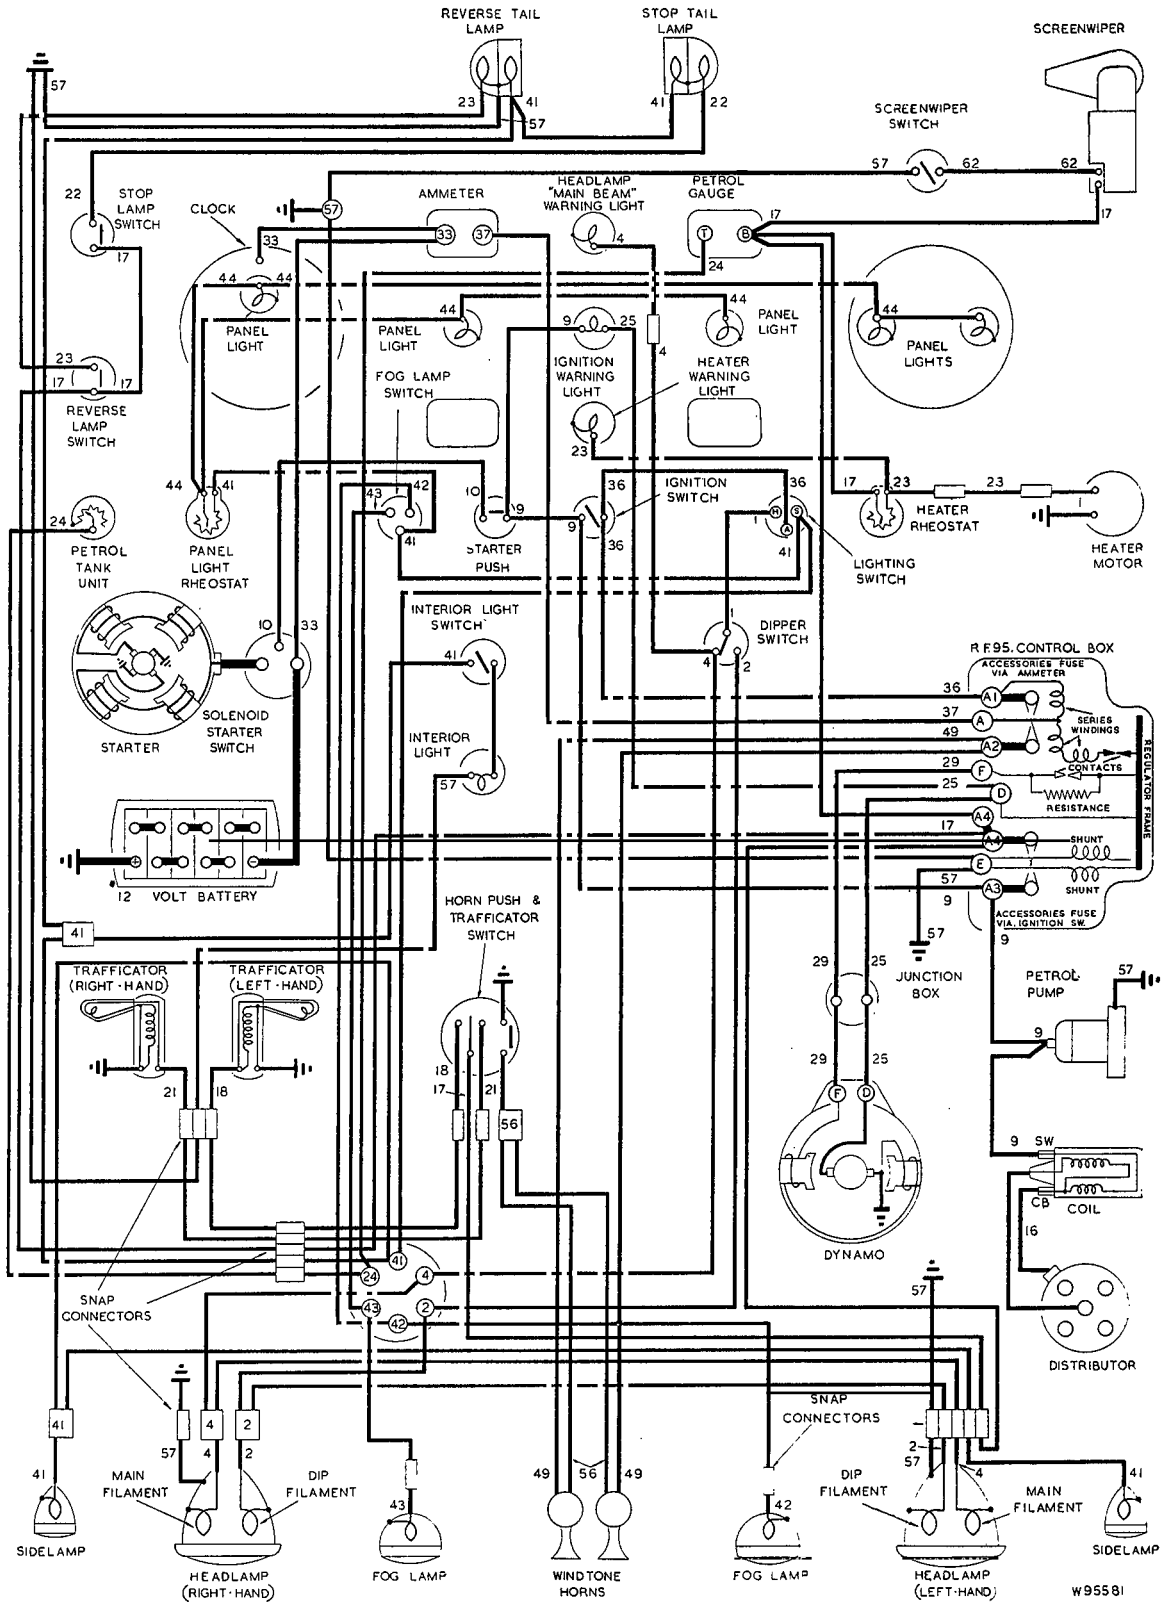 REVERSE TAIL
LAMP
STOP TAIL
LAMP
SCREENWIPER
57
23
41
57
41
22
SCREENWIPER
SWITCH
57
62
62
22
STOP
LAMP
SWITCH
17
CLOCK
57
33
AMMETER
33
37
HEADLAMP
"MAIN BEAM"
WARNING LIGHT
4
PETROL
GAUGE
T
B
17
17
24
44
44
PANEL
LIGHT
44
PANEL
LIGHT
9
25
IGNITION
WARNING
LIGHT
44
PANEL
LIGHT
4
44
PANEL
LIGHTS
23
17
17
REVERSE
LAMP
SWITCH
FOG LAMP
SWITCH
HEATER
WARNING
LIGHT
23
44
41
43
42
41
10
9
STARTER
PUSH
36
9
36
IGNITION
SWITCH
36
H
S
A
1
41
LIGHTING
SWITCH
17
23
23
1
HEATER
RHEOSTAT
HEATER
MOTOR
24
PETROL
TANK
UNIT
PANEL
LIGHT
RHEOSTAT
10
33
SOLENOID
STARTER
SWITCH
STARTER
INTERIOR LIGHT
SWITCH
41
INTERIOR
LIGHT
57
1
DIPPER
SWITCH
4
2
R.F.95. CONTROL BOX
ACCESSORIES FUSE
VIA AMMETER
36
A1
37
A
49
A2
29
F
25
D
A4
17
A4
E
57
A3
9
SERIES
WINDINGS
CONTACTS
RESISTANCE
SHUNT
SHUNT
REGULATOR FRAME
ACCESSORIES FUSE
VIA. IGNITION SW.
12 VOLT BATTERY
41
HORN PUSH &
TRAFFICATOR
SWITCH
57
9
29
25
JUNCTION
BOX
PETROL
PUMP
57
9
TRAFFICATOR
(RIGHT-HAND)
TRAFFICATOR
(LEFT-HAND)
21
18
18
17
21
56
29
25
F
D
DYNAMO
9
SW
CB
COIL
16
41
24
4
43
2
42
SNAP
CONNECTORS
57
DISTRIBUTOR
SNAP
CONNECTORS
41
4
2
57
4
2
2
57
4
41
MAIN
FILAMENT
DIP
FILAMENT
43
49
56
49
42
DIP
FILAMENT
MAIN
FILAMENT
41
SIDELAMP
HEADLAMP
(RIGHT-HAND)
FOG LAMP
WINDTONE
HORNS
FOG LAMP
HEADLAMP
(LEFT-HAND)
SIDELAMP
W95581